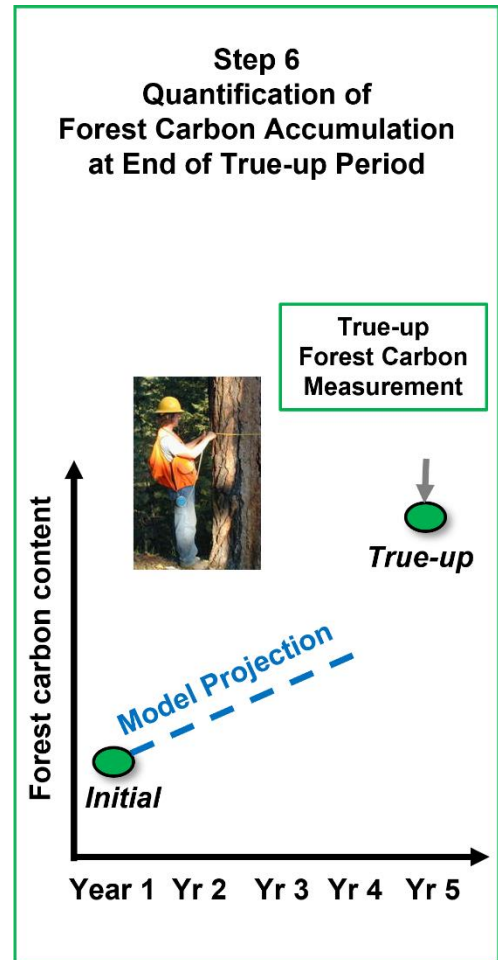 Step 6
Quantification of
Forest Carbon Accumulation
at End of True-up Period
True-up
Forest Carbon
Measurement
True-up
Forest carbon content
Model Projection
Initial
Year 1 Yr 2 Yr 3 Yr 4 Yr 5